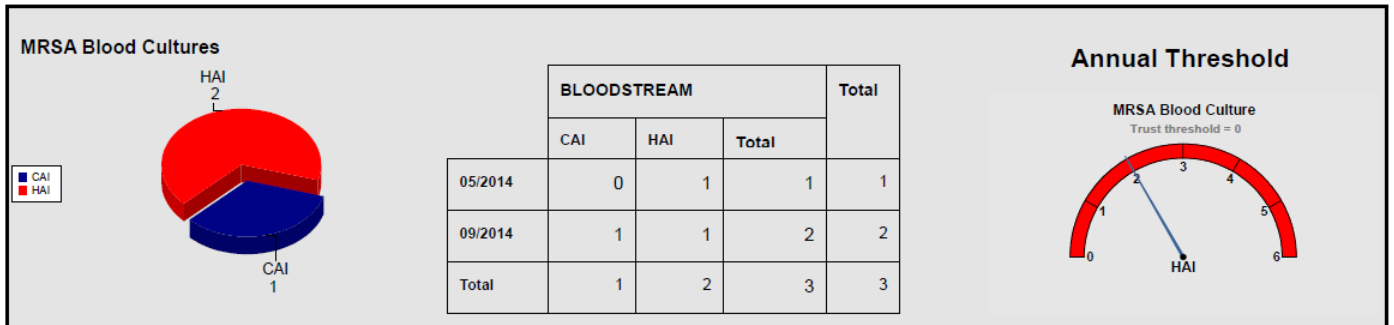 MRSA Blood Cultures
HAI
2
CAI
HAI
CAI
1
BLOODSTREAM Total
CAI HAI Total
05/2014 0 1 1 1
09/2014 1 1 2 2
Total 1 2 3 3
Annual Threshold
MRSA Blood Culture
Trust threshold = 0
0 1 2 3 4 5 6
HAI